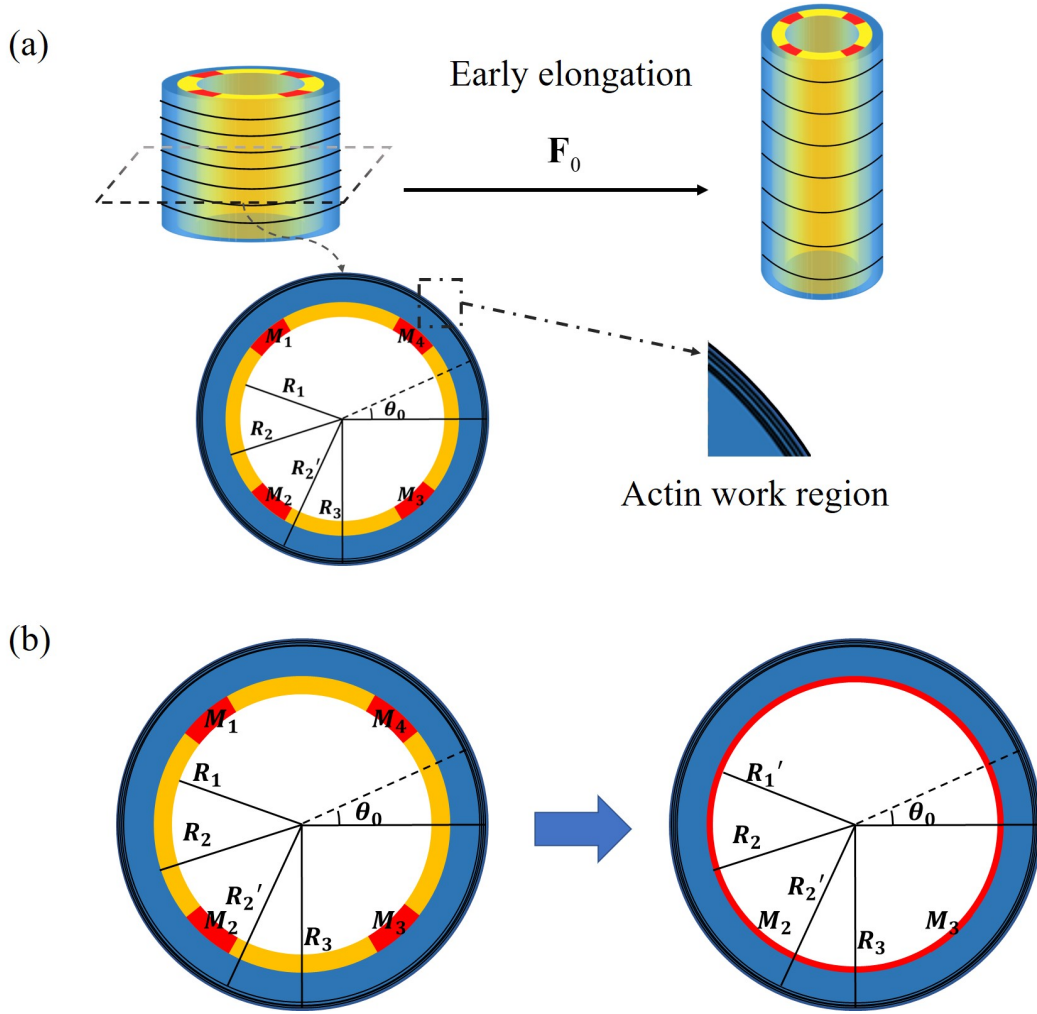 (a)
Early elongation
F₀
M₁
M₄
R₁
θ₀
R₂
R₂′
M₂
R₃
M₃
Actin work region
(b)
M₁
M₄
R₁
θ₀
R₂
R₂′
M₂
R₃
M₃
R₁′
θ₀
R₂
R₂′
M₂
R₃
M₃